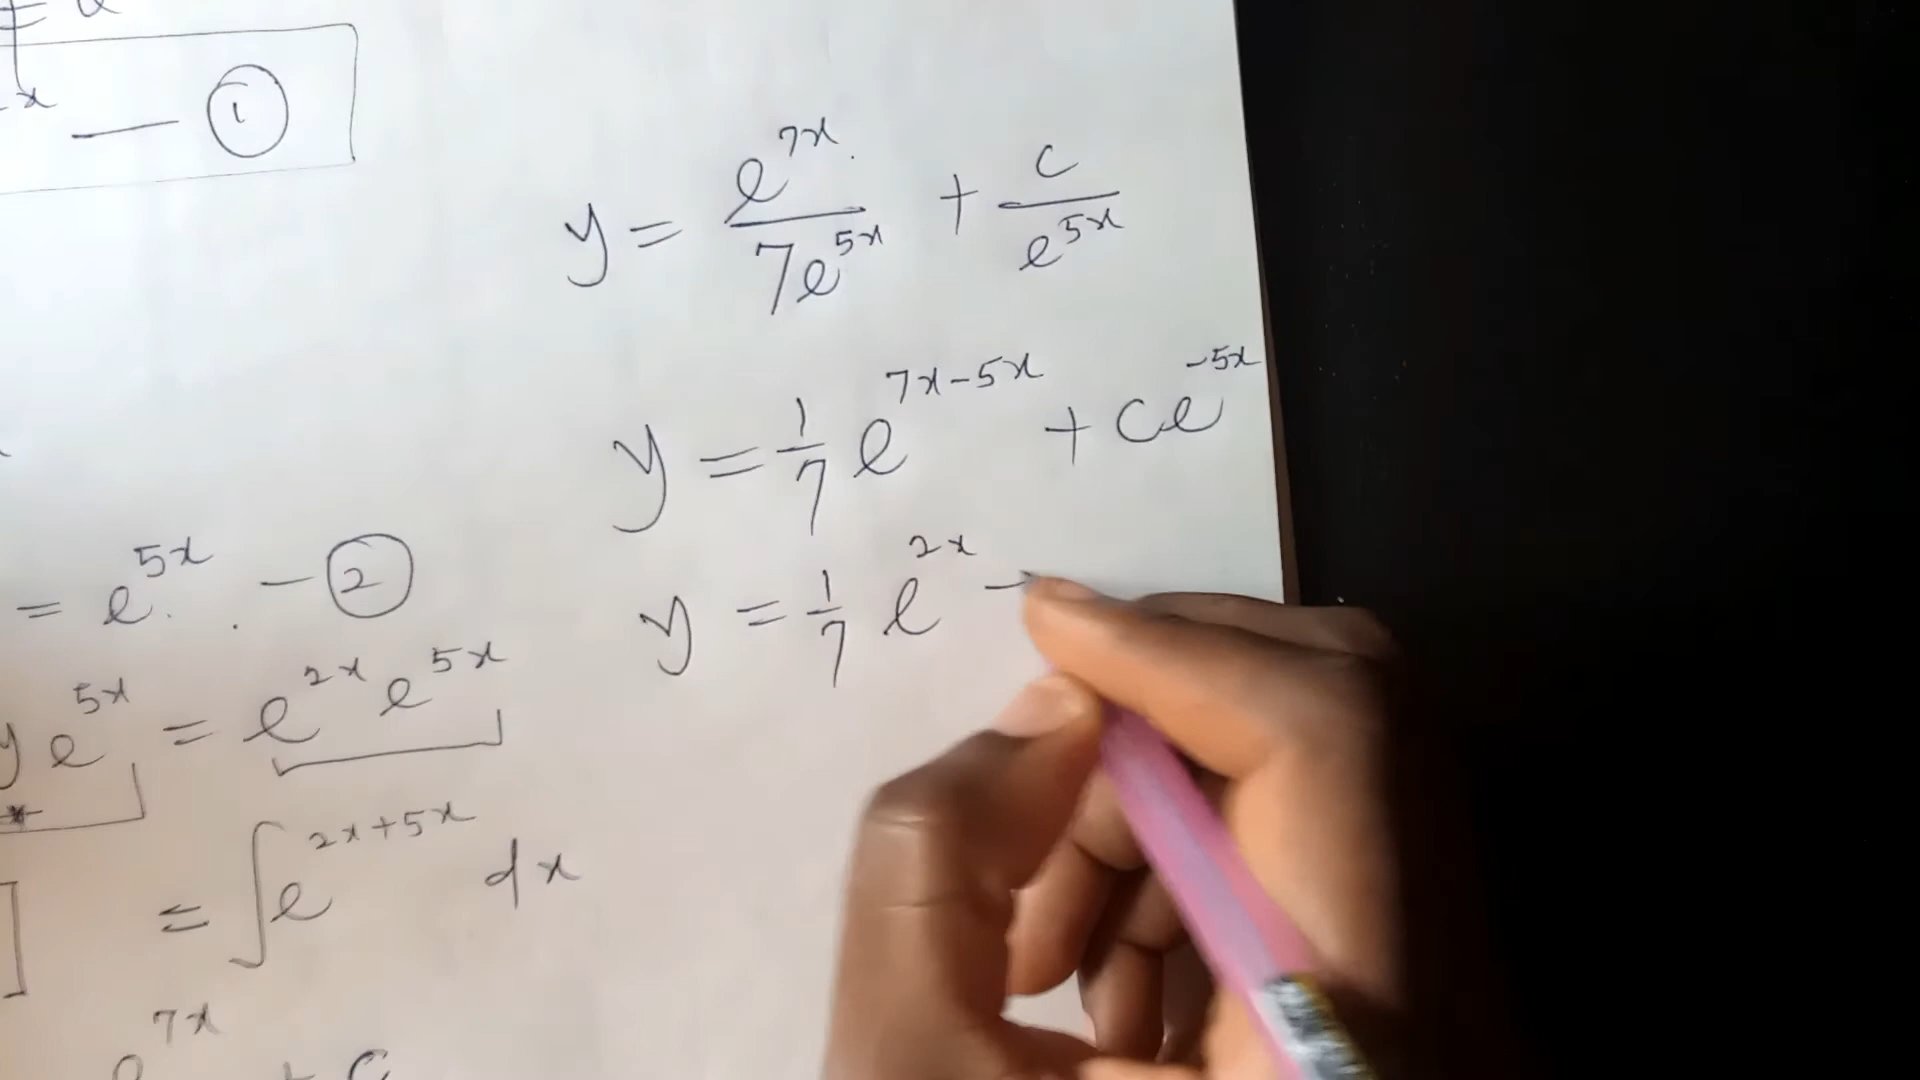 — ①
= e^{5x}. — ②
ye^{5x} = e^{2x} e^{5x}
= ∫e^{2x+5x} dx
e^{7x} + c
y = e^{7x}/7e^{5x} + c/e^{5x}
y = 1/7 e^{7x-5x} + Ce^{-5x}
y = 1/7 e^{2x} -